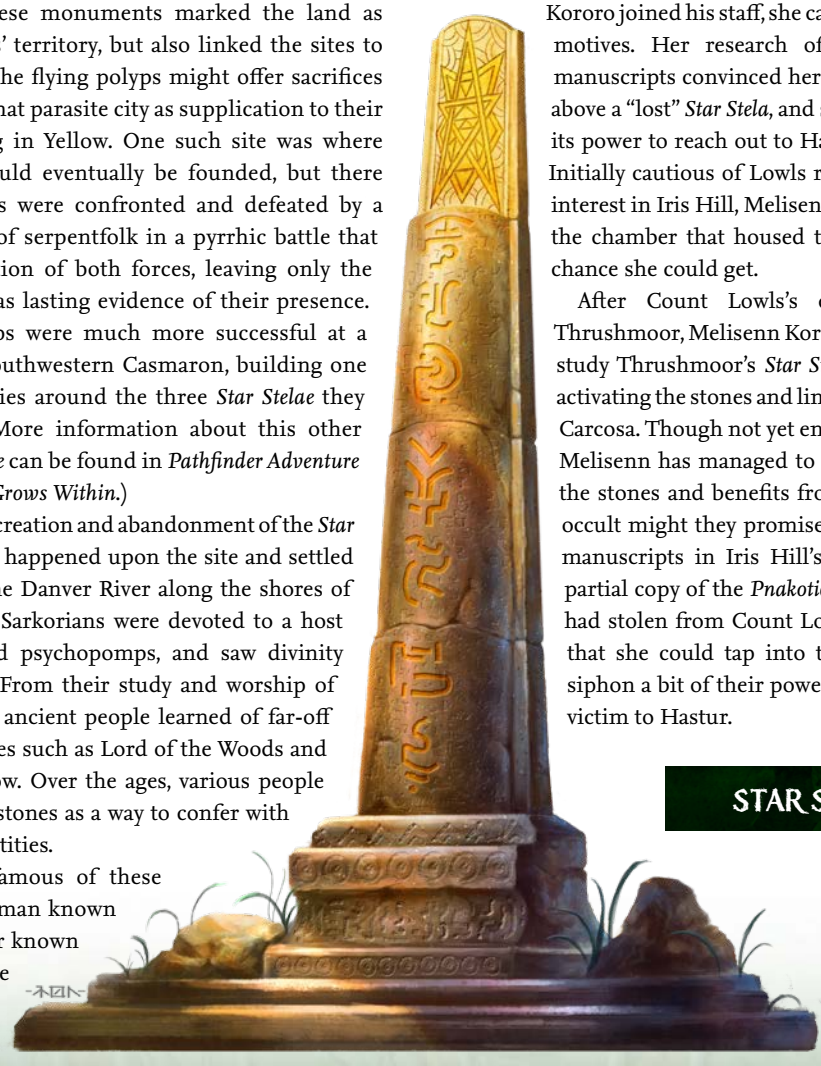 ese monuments marked the land as
’ territory, but also linked the sites to
he flying polyps might offer sacrifices
hat parasite city as supplication to their
g in Yellow. One such site was where
uld eventually be founded, but there
s were confronted and defeated by a
of serpentfolk in a pyrrhic battle that
tion of both forces, leaving only the
as lasting evidence of their presence.
ps were much more successful at a
outhwestern Casmaron, building one
ies around the three Star Stelae they
More information about this other
e can be found in Pathfinder Adventure
Grows Within.)
creation and abandonment of the Star
happened upon the site and settled
he Danver River along the shores of
Sarkorians were devoted to a host
d psychopomps, and saw divinity
From their study and worship of
ancient people learned of far-off
es such as Lord of the Woods and
ow. Over the ages, various people
stones as a way to confer with
tities.
famous of these
man known
r known
e
Kororo joined his staff, she ca
motives. Her research of
manuscripts convinced her
above a “lost” Star Stela, and s
its power to reach out to Ha
Initially cautious of Lowls r
interest in Iris Hill, Melisen
the chamber that housed t
chance she could get.
After Count Lowls’s
Thrushmoor, Melisenn Kor
study Thrushmoor’s Star S
activating the stones and lin
Carcosa. Though not yet en
Melisenn has managed to
the stones and benefits fro
occult might they promise
manuscripts in Iris Hill’s
partial copy of the Pnakoti
had stolen from Count Lo
that she could tap into t
siphon a bit of their powe
victim to Hastur.
STAR S